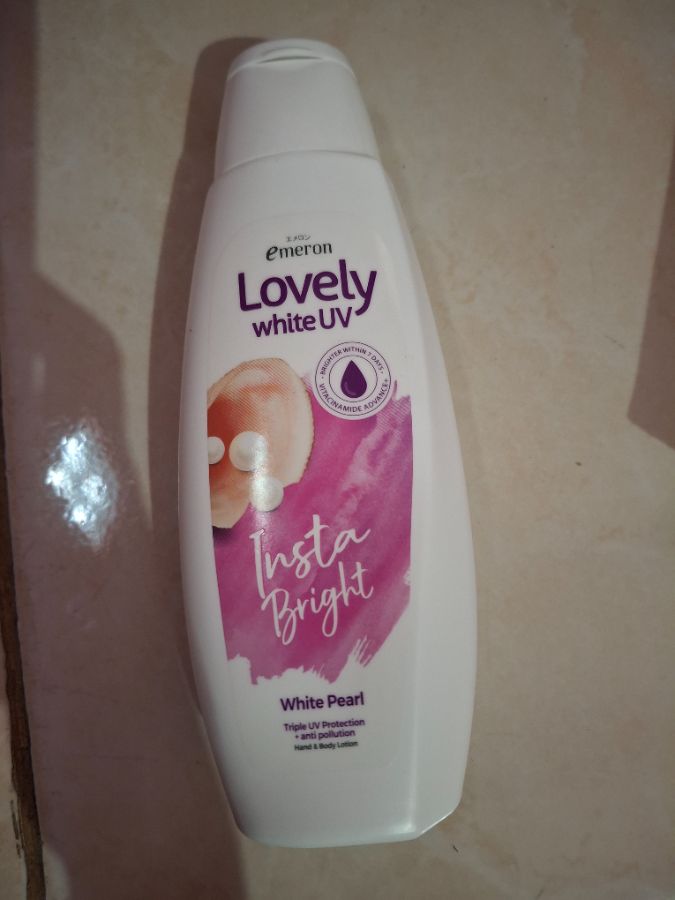 エメロン
emeron
Lovely
white UV
• BRIGHTER WITHIN 7 DAYS •
VITACINAMIDE ADVANCE+
Insta
Bright
White Pearl
Triple UV Protection
+ anti pollution
Hand & Body Lotion